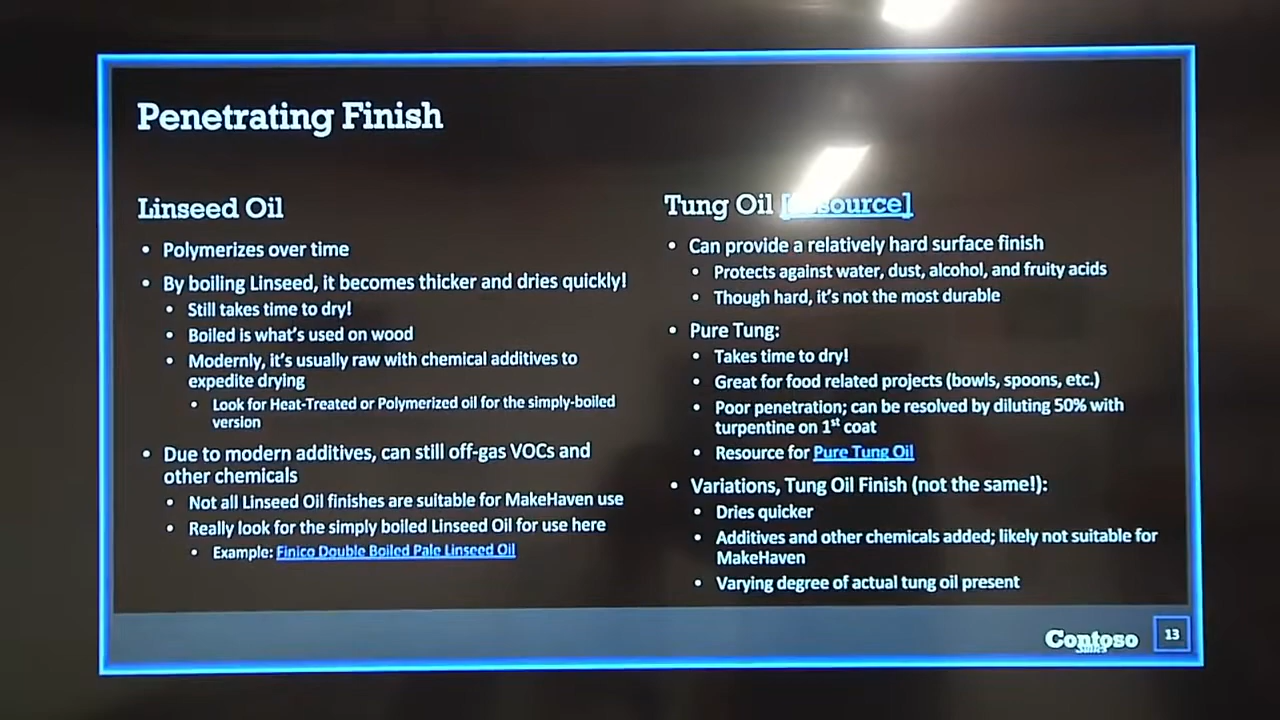 Penetrating Finish
Linseed Oil
• Polymerizes over time
• By boiling Linseed, it becomes thicker and dries quickly!
• Still takes time to dry!
• Boiled is what's used on wood
• Modernly, it's usually raw with chemical additives to
expedite drying
• Look for Heat-Treated or Polymerized oil for the simply-boiled
version
• Due to modern additives, can still off-gas VOCs and
other chemicals
• Not all Linseed Oil finishes are suitable for MakeHaven use
• Really look for the simply boiled Linseed Oil for use here
• Example: Finico Double Boiled Pale Linseed Oil
Tung Oil [Resource]
• Can provide a relatively hard surface finish
• Protects against water, dust, alcohol, and fruity acids
• Though hard, it's not the most durable
• Pure Tung:
• Takes time to dry!
• Great for food related projects (bowls, spoons, etc.)
• Poor penetration; can be resolved by diluting 50% with
turpentine on 1st coat
• Resource for Pure Tung Oil
• Variations, Tung Oil Finish (not the same!):
• Dries quicker
• Additives and other chemicals added; likely not suitable for
MakeHaven
• Varying degree of actual tung oil present
Contoso
13